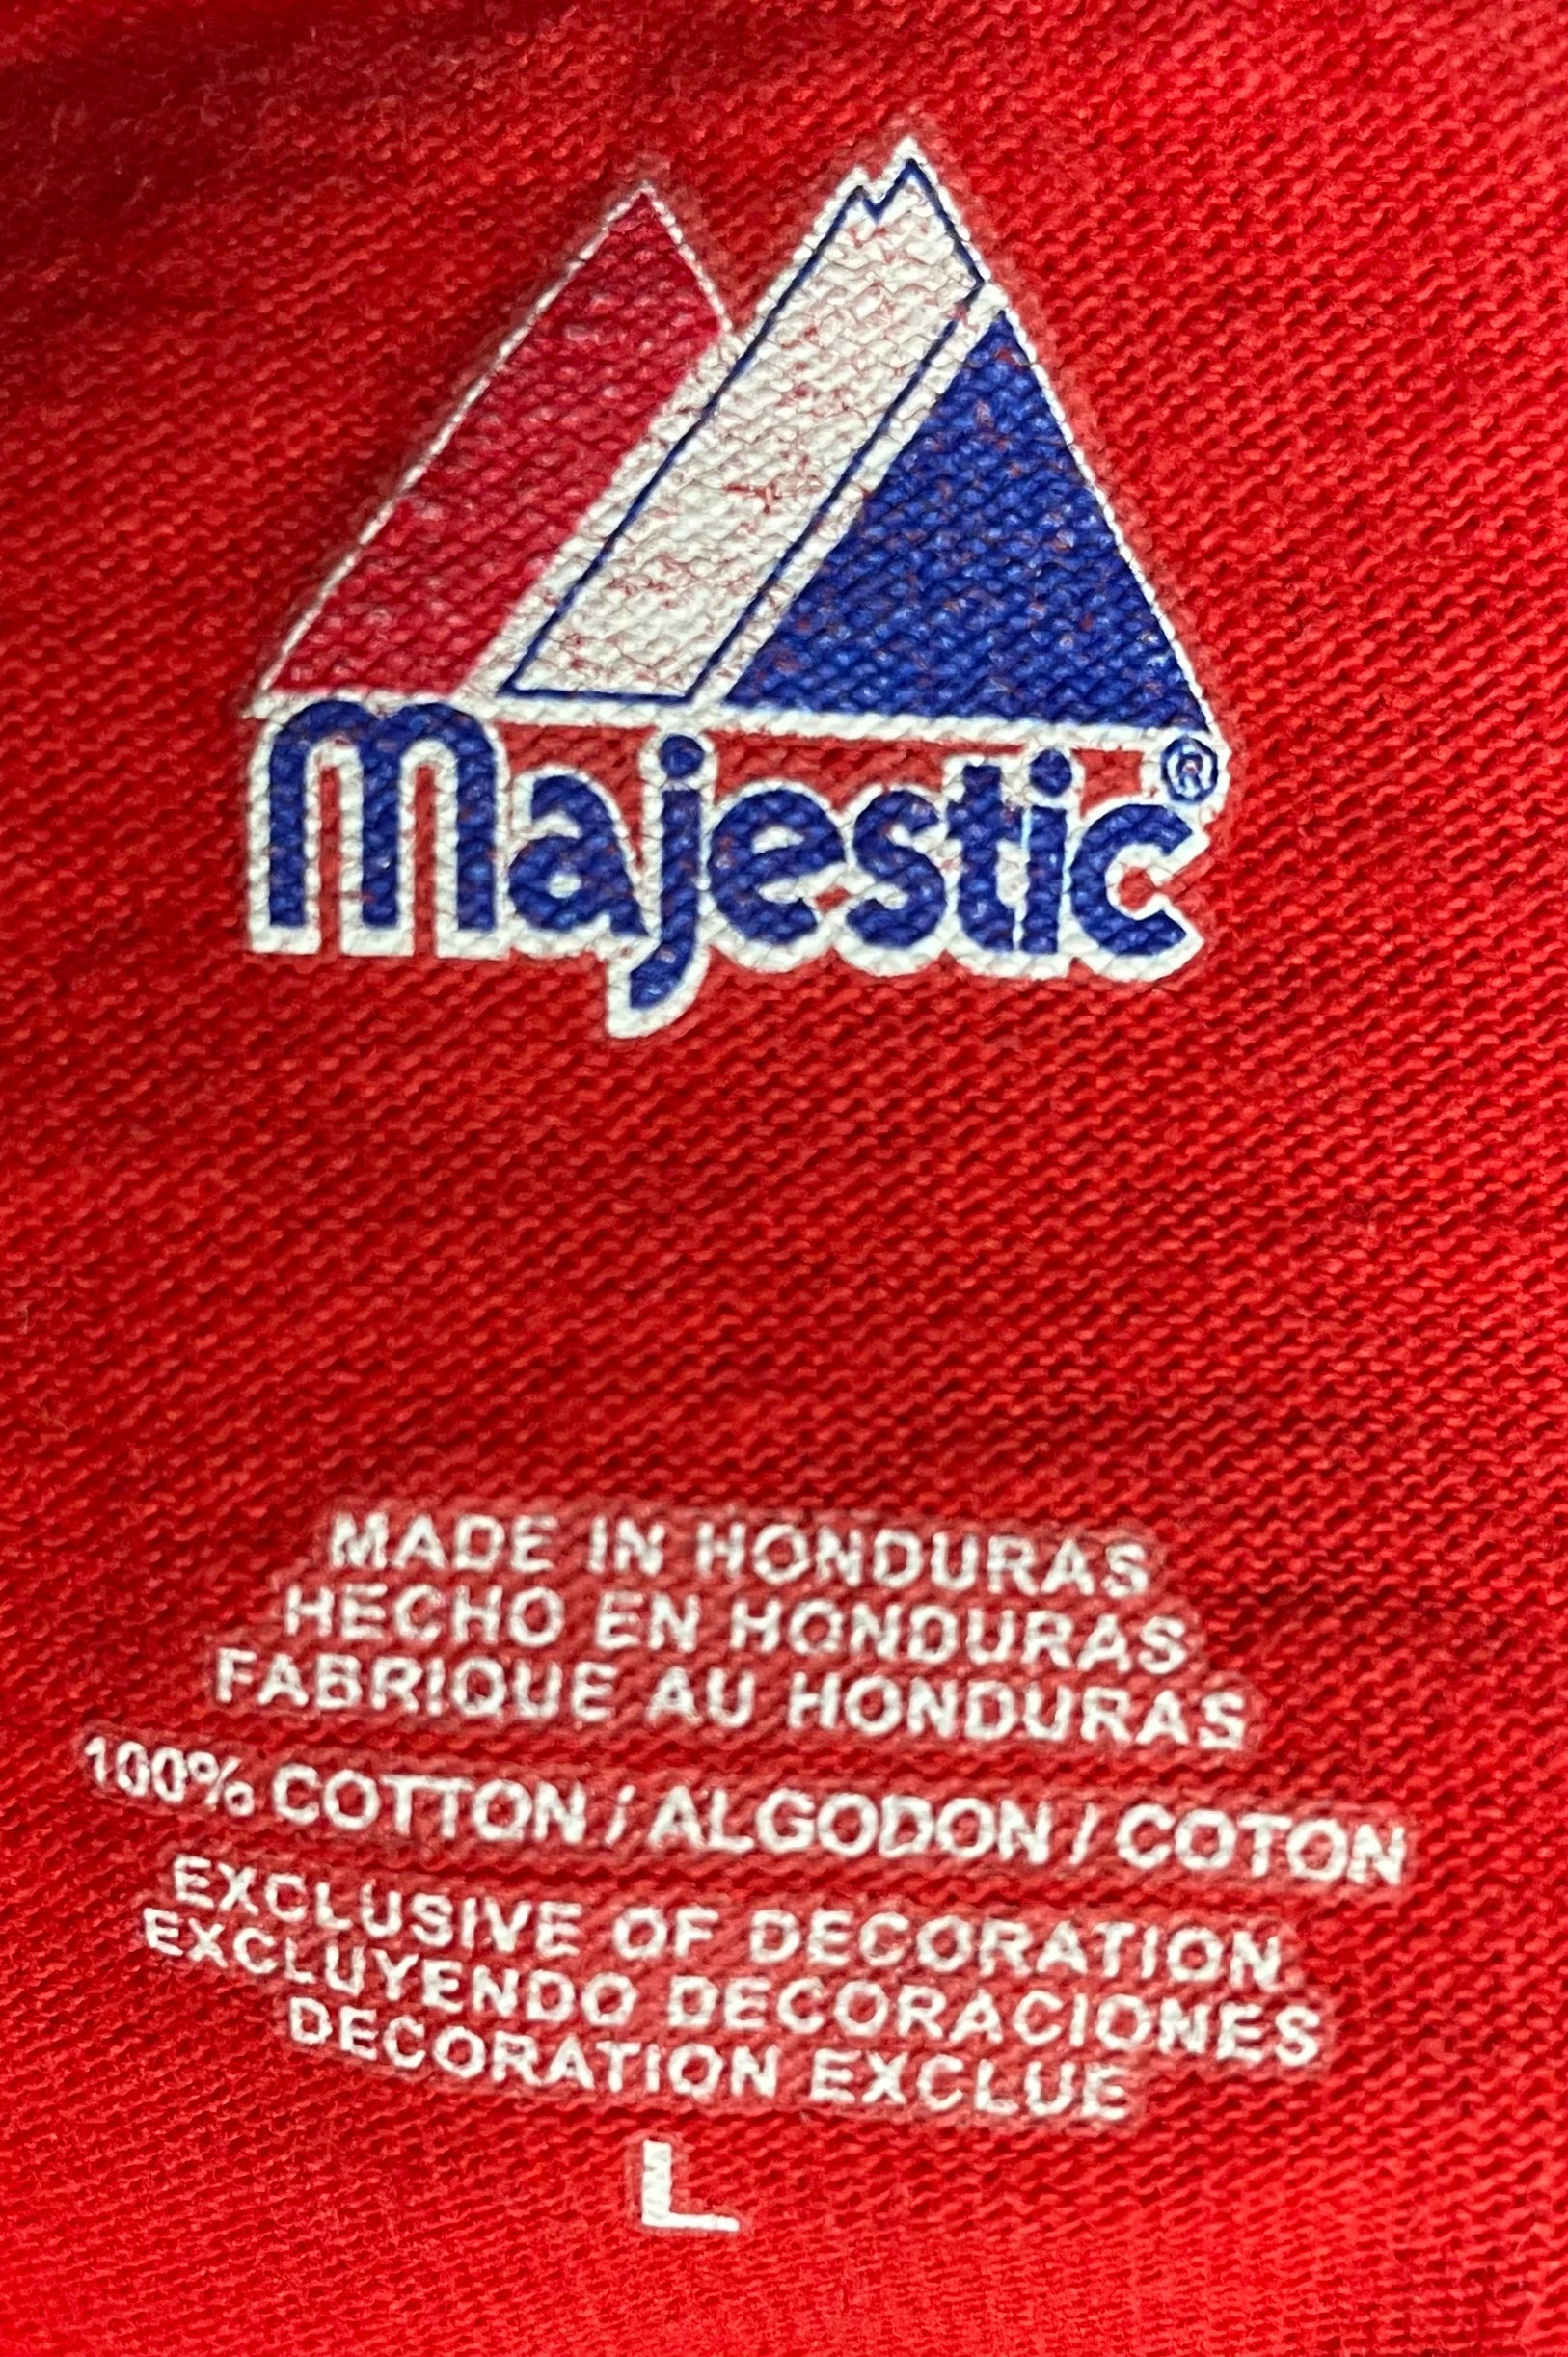 majestic®
MADE IN HONDURAS
HECHO EN HONDURAS
FABRIQUE AU HONDURAS
100% COTTON / ALGODON / COTON
EXCLUSIVE OF DECORATION
EXCLUYENDO DECORACIONES
DECORATION EXCLUE
L